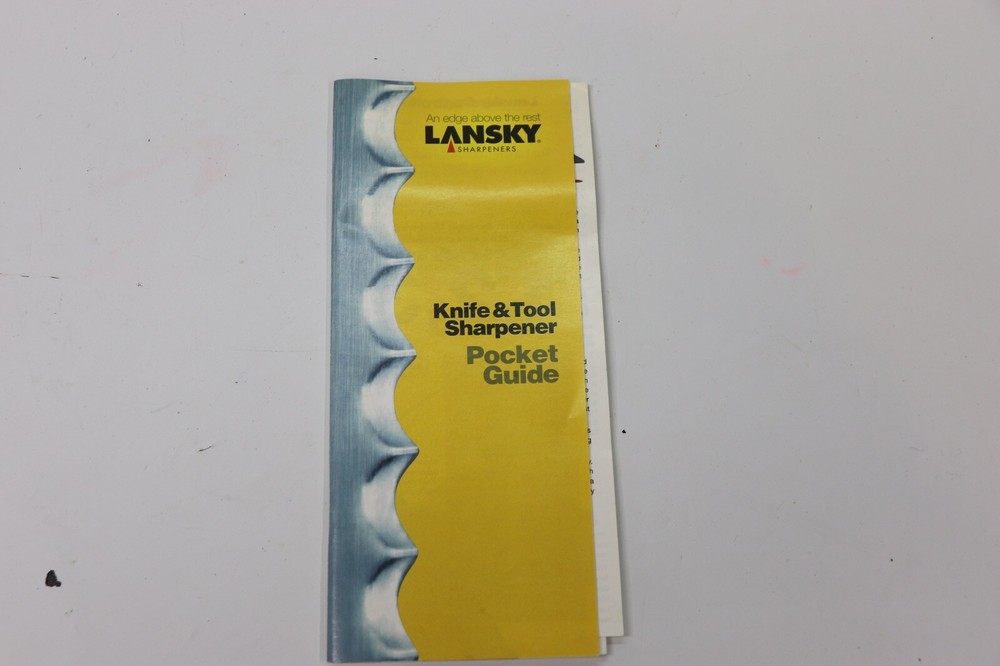 An edge above the rest
LANSKY®
SHARPENERS
Knife & Tool
Sharpener
Pocket
Guide